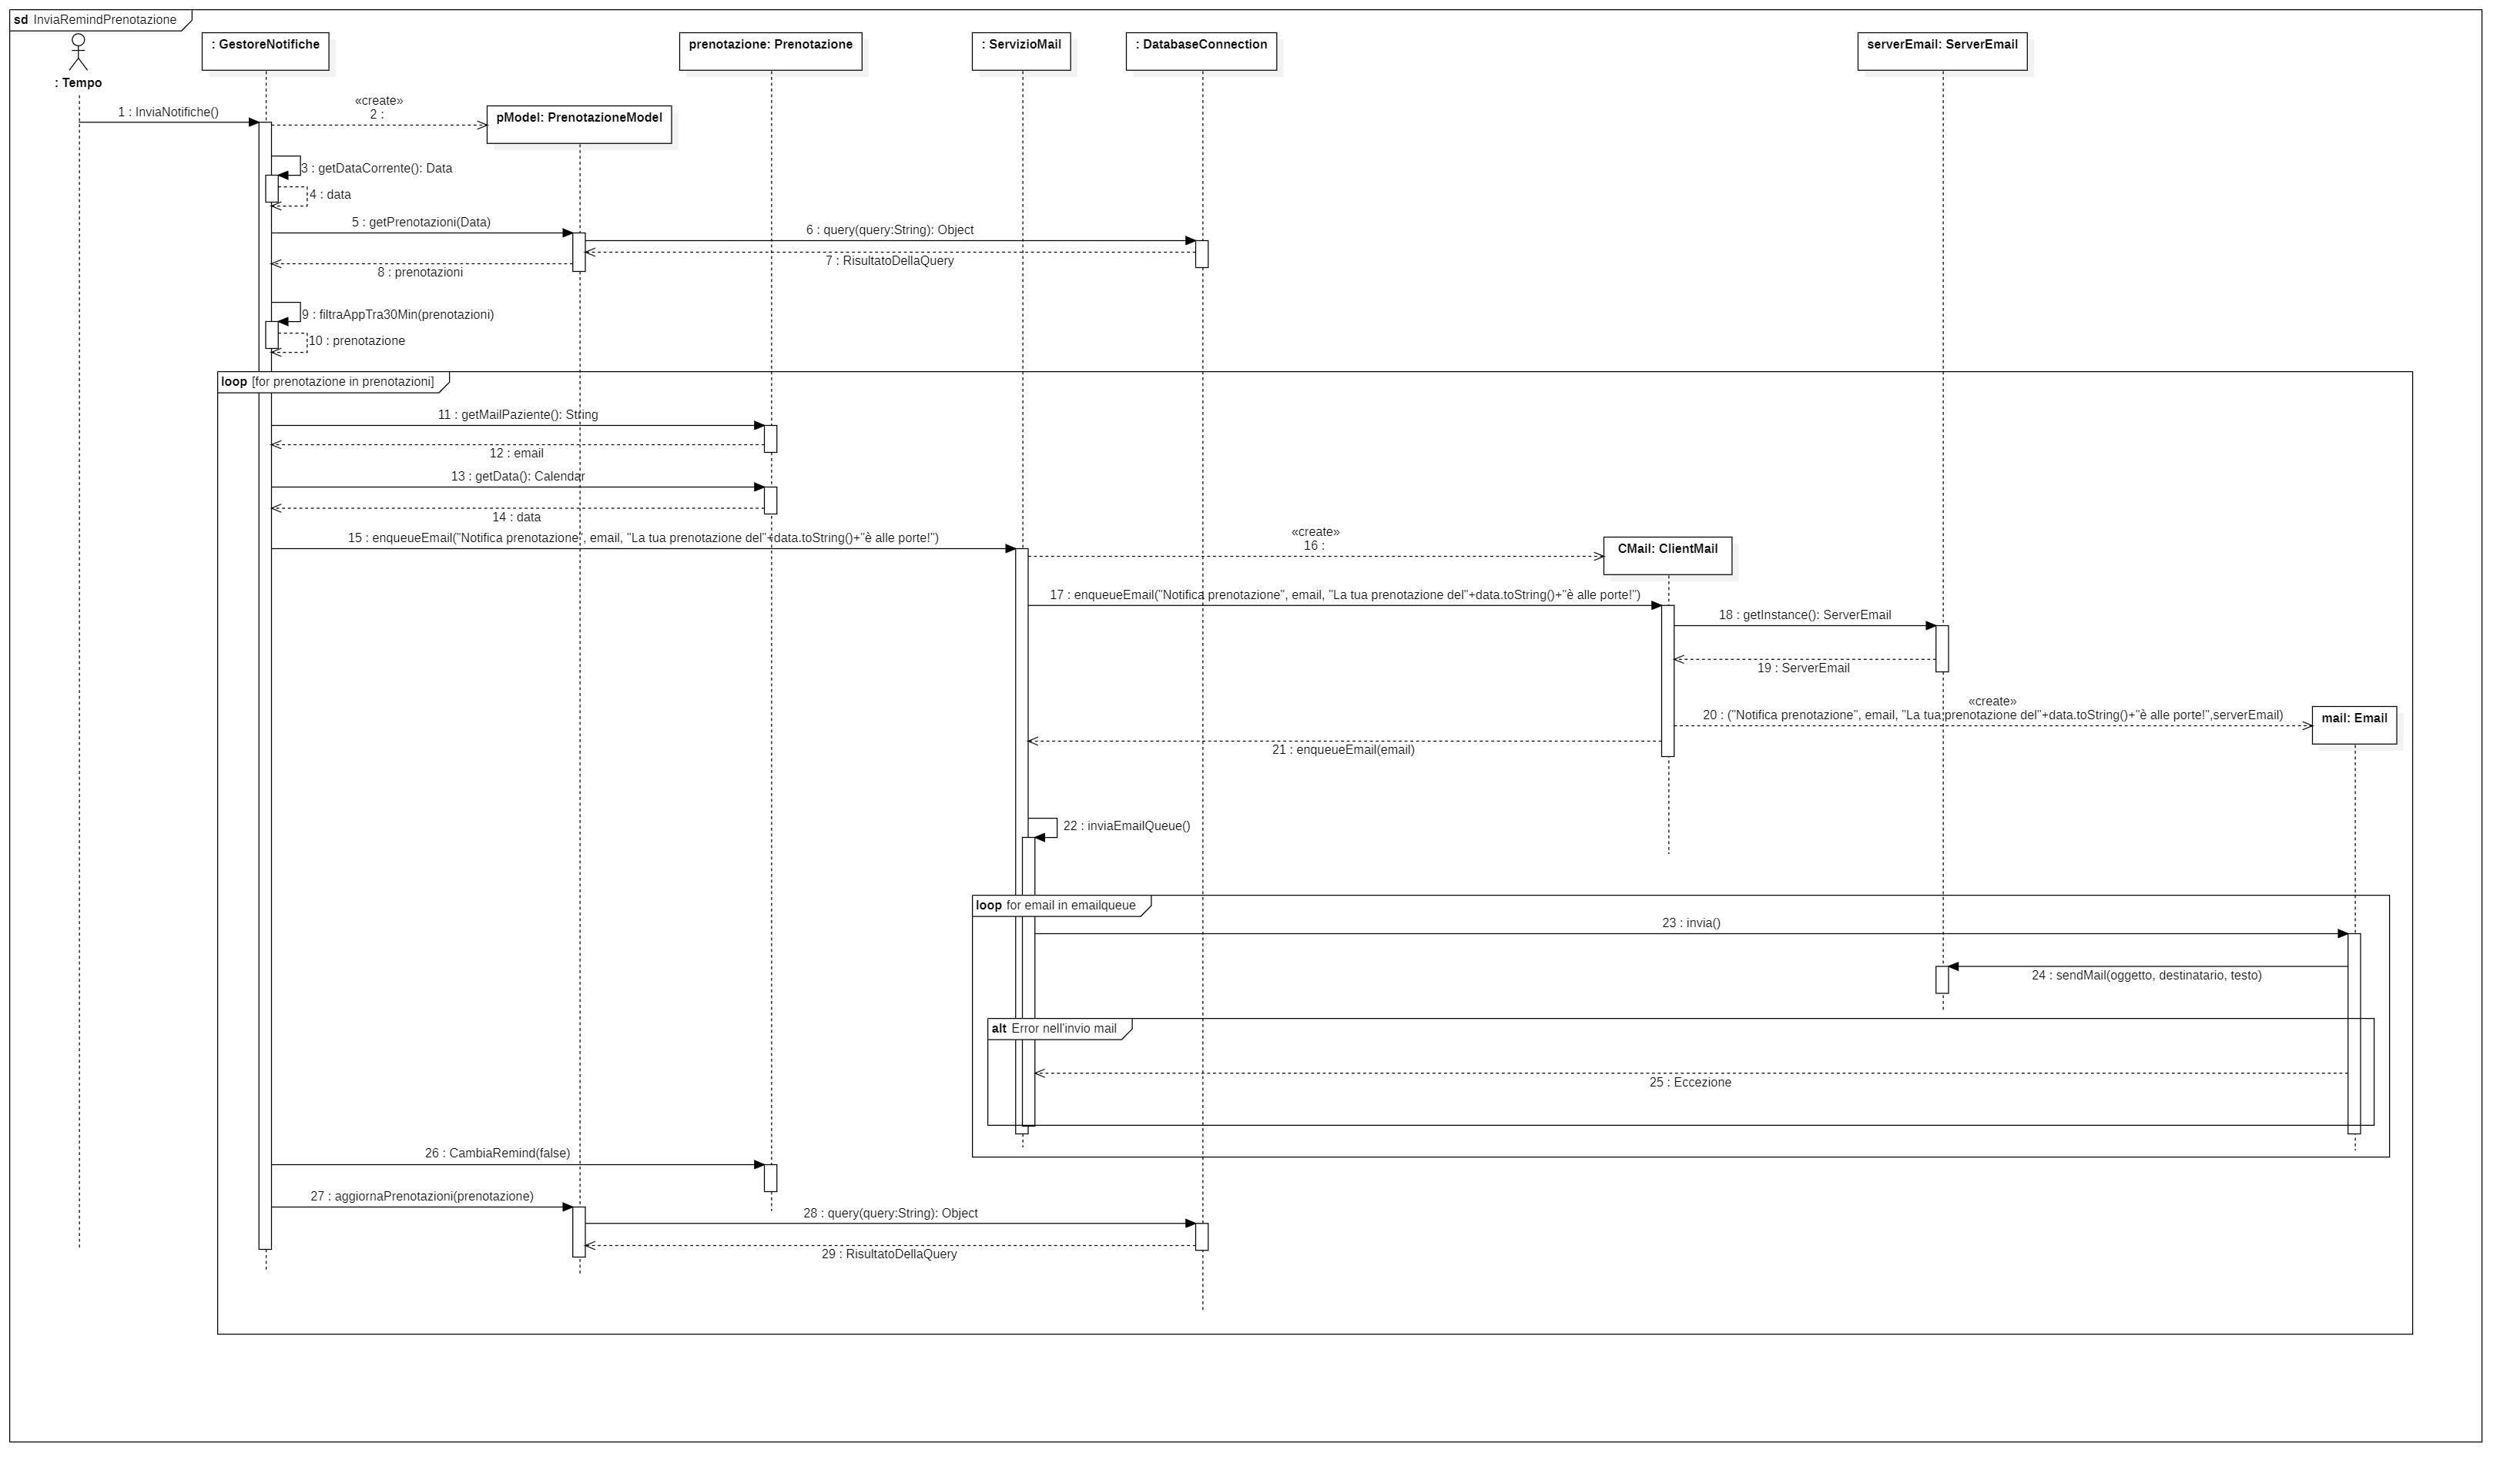 sd InviaRemindPrenotazione
: Tempo
: GestoreNotifiche
prenotazione: Prenotazione
: ServizioMail
: DatabaseConnection
serverEmail: ServerEmail
1 : InviaNotifiche()
«create»
2 :
pModel: PrenotazioneModel
3 : getDataCorrente(): Data
4 : data
5 : getPrenotazioni(Data)
6 : query(query:String): Object
7 : RisultatoDellaQuery
8 : prenotazioni
9 : filtraAppTra30Min(prenotazioni)
10 : prenotazione
loop [for prenotazione in prenotazioni]
11 : getMailPaziente(): String
12 : email
13 : getData(): Calendar
14 : data
15 : enqueueEmail("Notifica prenotazione", email, "La tua prenotazione del"+data.toString()+"è alle porte!")
«create»
16 :
CMail: ClientMail
17 : enqueueEmail("Notifica prenotazione", email, "La tua prenotazione del"+data.toString()+"è alle porte!")
18 : getInstance(): ServerEmail
19 : ServerEmail
«create»
20 : ("Notifica prenotazione", email, "La tua prenotazione del"+data.toString()+"è alle porte!",serverEmail)
mail: Email
21 : enqueueEmail(email)
22 : inviaEmailQueue()
loop for email in emailqueue
23 : invia()
24 : sendMail(oggetto, destinatario, testo)
alt Error nell'invio mail
25 : Eccezione
26 : CambiaRemind(false)
27 : aggiornaPrenotazioni(prenotazione)
28 : query(query:String): Object
29 : RisultatoDellaQuery